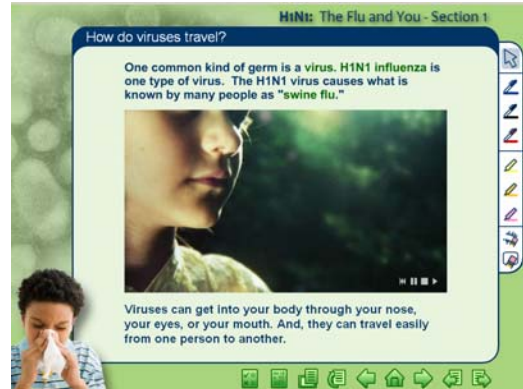 H1N1: The Flu and You - Section 1
How do viruses travel?
One common kind of germ is a virus. H1N1 influenza is
one type of virus. The H1N1 virus causes what is
known by many people as "swine flu."
Viruses can get into your body through your nose,
your eyes, or your mouth. And, they can travel easily
from one person to another.